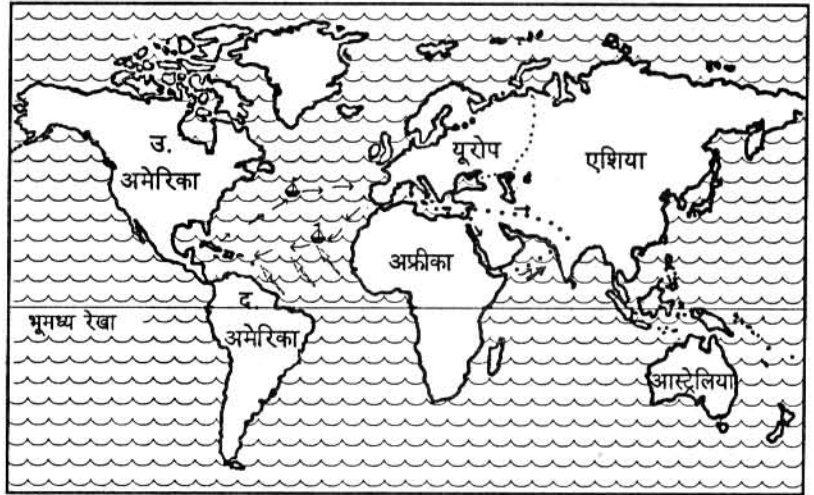 उ.
अमेरिका
यूरोप
एशिया
अफ्रीका
द.
अमेरिका
भूमध्य रेखा
आस्ट्रेलिया